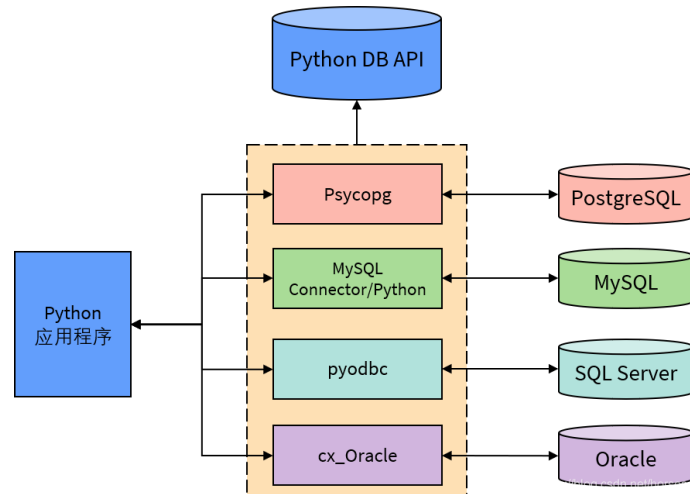 Python DB API
Psycopg
PostgreSQL
MySQL
Connector/Python
MySQL
Python
应用程序
pyodbc
SQL Server
cx_Oracle
Oracle